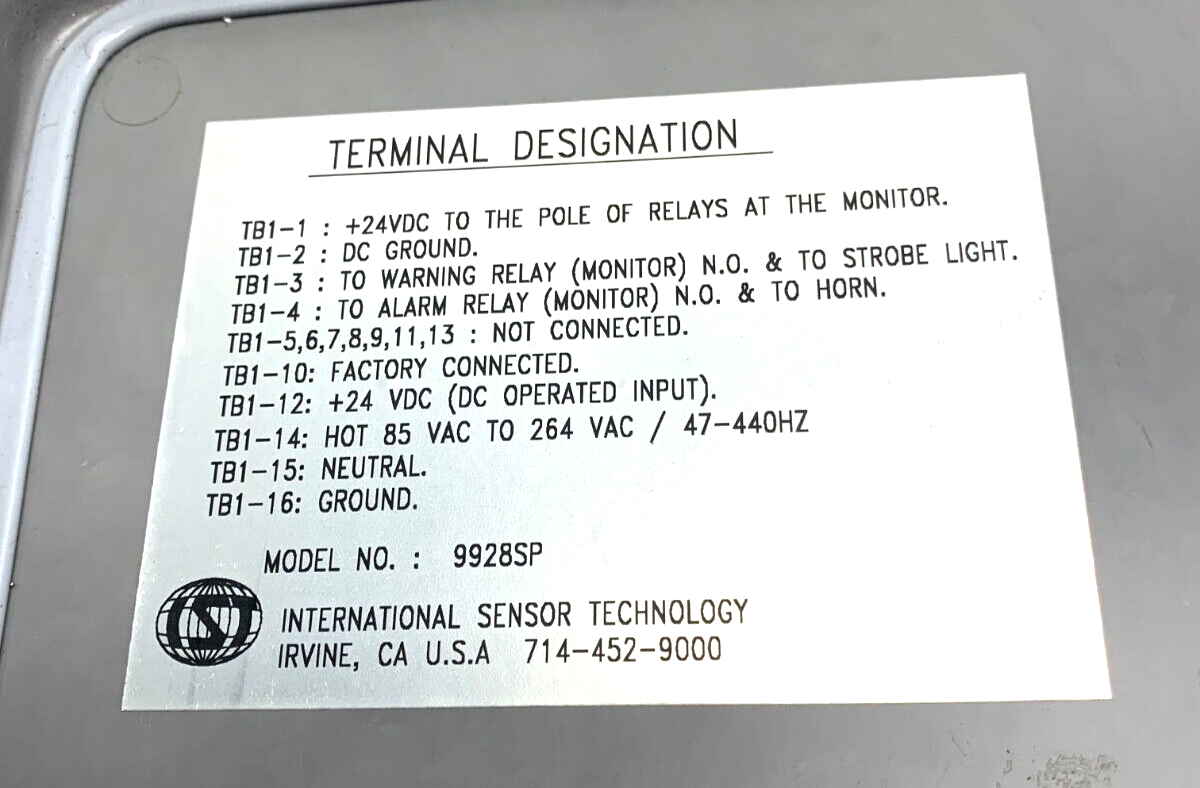 TERMINAL DESIGNATION
TB1-1 : +24VDC TO THE POLE OF RELAYS AT THE MONITOR.
TB1-2 : DC GROUND.
TB1-3 : TO WARNING RELAY (MONITOR) N.O. & TO STROBE LIGHT.
TB1-4 : TO ALARM RELAY (MONITOR) N.O. & TO HORN.
TB1-5,6,7,8,9,11,13 : NOT CONNECTED.
TB1-10: FACTORY CONNECTED.
TB1-12: +24 VDC (DC OPERATED INPUT).
TB1-14: HOT 85 VAC TO 264 VAC / 47-440HZ
TB1-15: NEUTRAL.
TB1-16: GROUND.
MODEL NO. : 9928SP
IST
INTERNATIONAL SENSOR TECHNOLOGY
IRVINE, CA U.S.A 714-452-9000